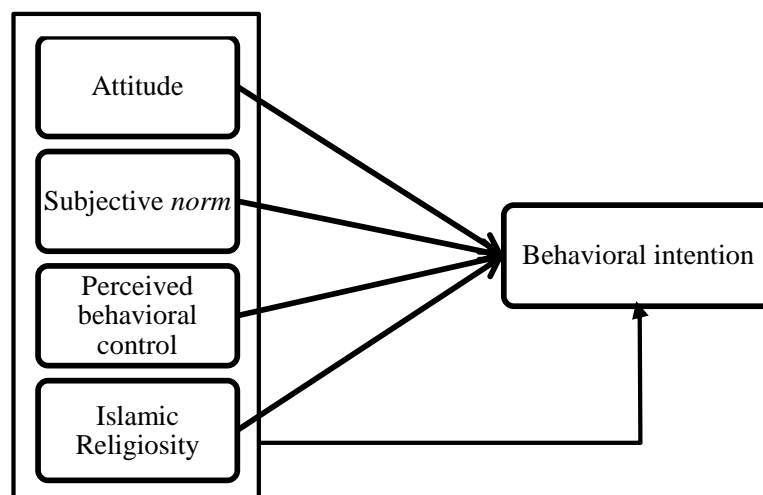 Attitude
Subjective norm
Perceived
behavioral
control
Islamic
Religiosity
Behavioral intention